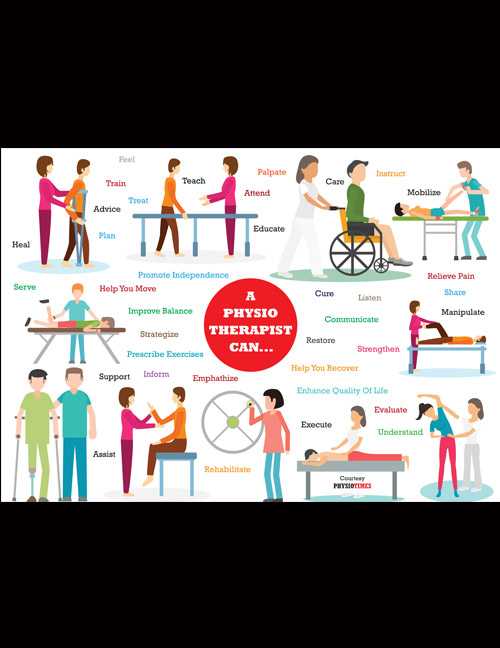 Feel
Train
Teach
Palpate
Care
Instruct
Advice
Treat
Attend
Mobilize
Heal
Plan
Educate
Promote Independence
Relieve Pain
Serve
Help You Move
A
PHYSIO
THERAPIST
CAN...
Cure
Listen
Share
Improve Balance
Communicate
Manipulate
Strategize
Restore
Strengthen
Prescribe Exercises
Help You Recover
Support
Inform
Emphathize
Enhance Quality Of Life
Evaluate
Execute
Understand
Assist
Rehabilitate
Courtesy
PHYSIOTIMES